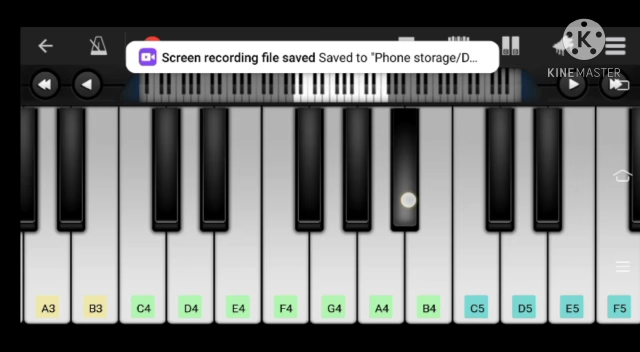 Screen recording file saved Saved to "Phone storage/D...
K
KINEMASTER
A3 B3 C4 D4 E4 F4 G4 A4 B4 C5 D5 E5 F5